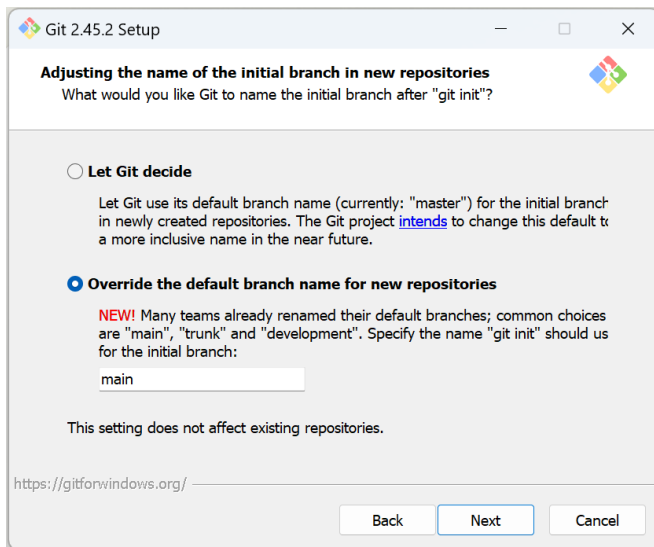 Git 2.45.2 Setup
Adjusting the name of the initial branch in new repositories
What would you like Git to name the initial branch after "git init"?
Let Git decide
Let Git use its default branch name (currently: "master") for the initial branch
in newly created repositories. The Git project intends to change this default to
a more inclusive name in the near future.
Override the default branch name for new repositories
NEW! Many teams already renamed their default branches; common choices
are "main", "trunk" and "development". Specify the name "git init" should us
for the initial branch:
main
This setting does not affect existing repositories.
https://gitforwindows.org/
Back Next Cancel